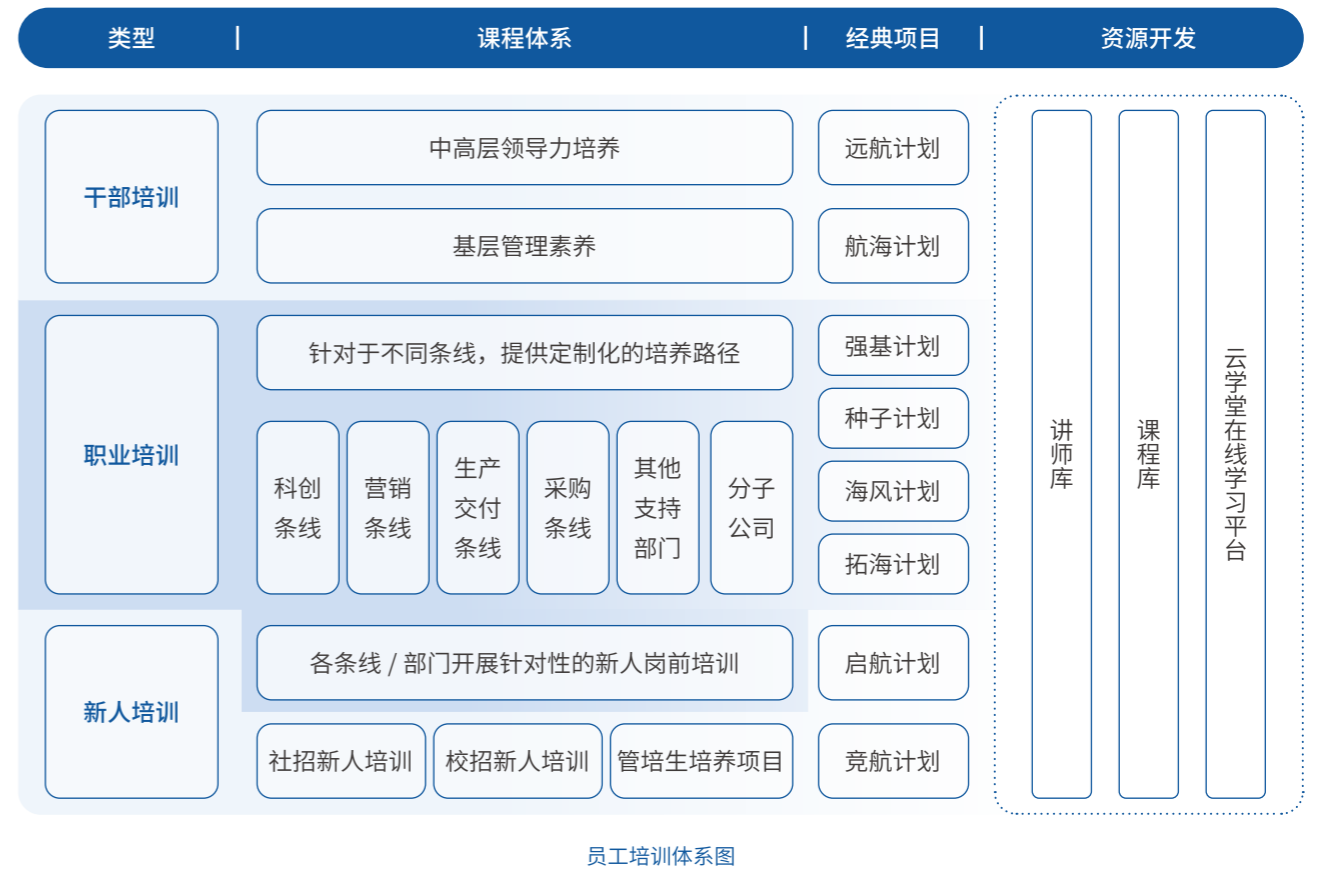 类型 | 课程体系 | 经典项目 | 资源开发
干部培训
中高层领导力培养
远航计划
基层管理素养
航海计划
职业培训
针对于不同条线，提供定制化的培养路径
科创
条线
营销
条线
生产
交付
条线
采购
条线
其他
支持
部门
分子
公司
强基计划
种子计划
海风计划
拓海计划
新人培训
各条线 / 部门开展针对性的新人岗前培训
启航计划
社招新人培训
校招新人培训
管培生培养项目
竞航计划
讲师库
课程库
云学堂在线学习平台
员工培训体系图